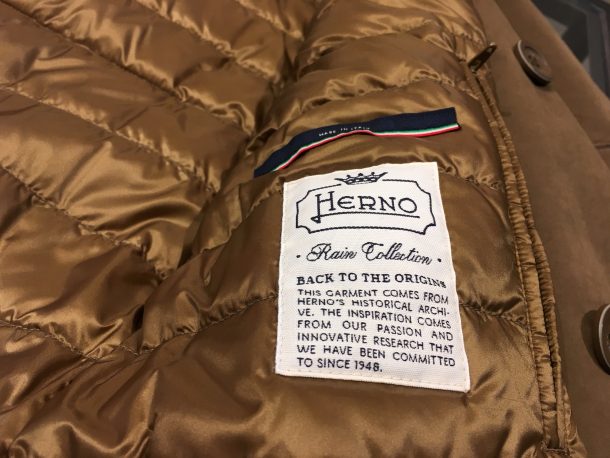 MADE IN ITALY
HERNO
· Rain Collection ·
BACK TO THE ORIGINS
THIS GARMENT COMES FROM
HERNO'S HISTORICAL ARCHI-
VE. THE INSPIRATION COMES
FROM OUR PASSION AND
INNOVATIVE RESEARCH THAT
WE HAVE BEEN COMMITTED
TO SINCE 1948.